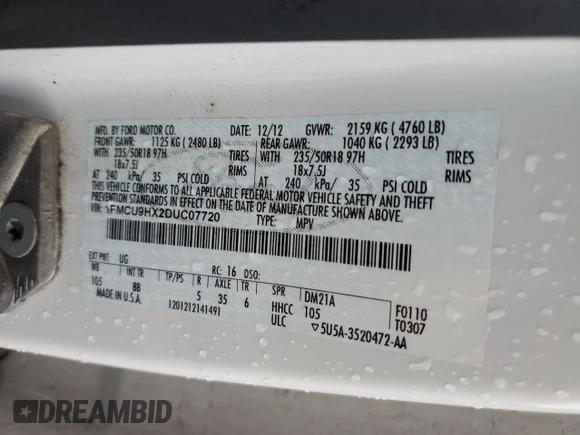 MFD. BY FORD MOTOR CO.
DATE: 12/12 GVWR: 2159 KG ( 4760 LB)
FRONT GAWR: 1125 KG ( 2480 LB) REAR GAWR: 1040 KG ( 2293 LB)
WITH 235/50R18 97H TIRES WITH 235/50R18 97H TIRES
18x7.5J RIMS 18x7.5J RIMS
AT 240 kPa/ 35 PSI COLD AT 240 kPa/ 35 PSI COLD
THIS VEHICLE CONFORMS TO ALL APPLICABLE FEDERAL MOTOR VEHICLE SAFETY AND THEFT
PREVENTION STANDARDS IN EFFECT ON THE DATE OF MANUFACTURE SHOWN ABOVE.
VIN: 1FMCU9HX2DUC07720 TYPE: MPV
EXT PNT: UG RC: 16 DSO:
WB INT TR TP/PS R AXLE TR SPR DM21A F0110
105 8B 5 35 6 HHCC 105 T0307
MADE IN U.S.A. 1201212141491 ULC ▽5U5A-3520472-AA
DREAMBID